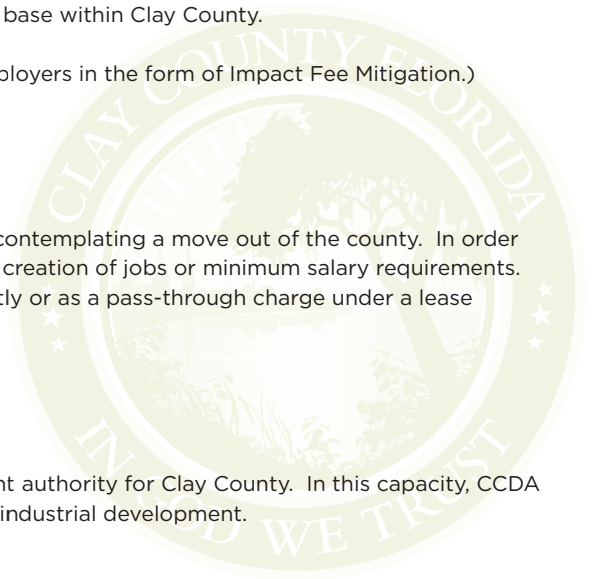 base within Clay County.
ployers in the form of Impact Fee Mitigation.)
CLAY COUNTY FLORIDA
contemplating a move out of the county. In order
creation of jobs or minimum salary requirements.
tly or as a pass-through charge under a lease
nt authority for Clay County. In this capacity, CCDA
industrial development.
IN GOD WE TRUST